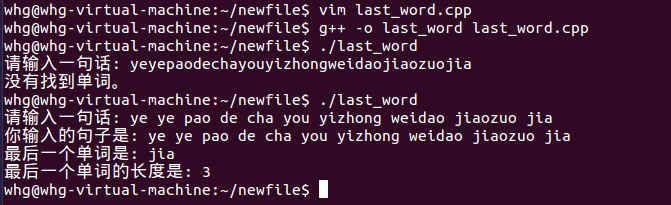 whg@whg-virtual-machine:~/newfile$ vim last_word.cpp
whg@whg-virtual-machine:~/newfile$ g++ -o last_word last_word.cpp
whg@whg-virtual-machine:~/newfile$ ./last_word
请输入一句话: yeyepaodechayouyizhongweidaojiaozuojia
没有找到单词。
whg@whg-virtual-machine:~/newfile$ ./last_word
请输入一句话: ye ye pao de cha you yizhong weidao jiaozuo jia
你输入的句子是: ye ye pao de cha you yizhong weidao jiaozuo jia
最后一个单词是: jia
最后一个单词的长度是: 3
whg@whg-virtual-machine:~/newfile$